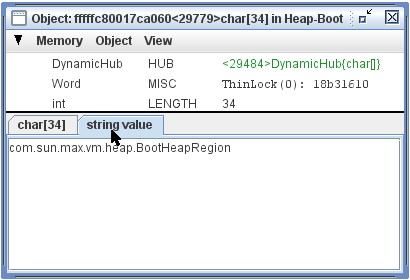 Object: fffffc80017ca060<29779>char[34] in Heap-Boot
Memory Object View
DynamicHub HUB <29484>DynamicHub{char[]}
Word MISC ThinLock(0): 18b31610
int LENGTH 34
char[34] string value
com.sun.max.vm.heap.BootHeapRegion